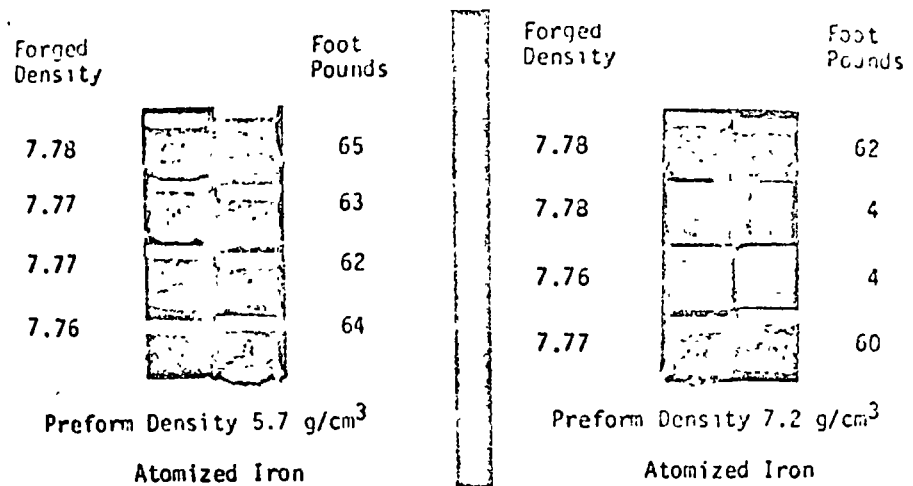 Forged
Density
Foot
Pounds
7.78 65
7.77 63
7.77 62
7.76 64
Preform Density 5.7 g/cm³
Atomized Iron
Forged
Density
Foot
Pounds
7.78 62
7.78 4
7.76 4
7.77 60
Preform Density 7.2 g/cm³
Atomized Iron